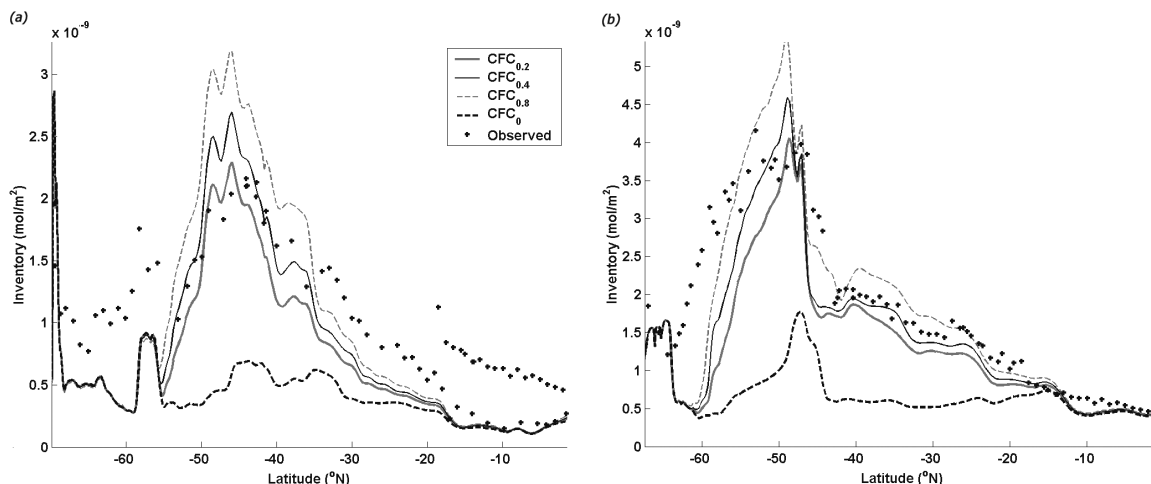 (a)
x 10⁻⁹
3
2.5
2
1.5
1
0.5
0
Inventory (mol/m²)
-60 -50 -40 -30 -20 -10
Latitude (°N)
CFC₀.₂
CFC₀.₄
CFC₀.₈
CFC₀
Observed
(b)
x 10⁻⁹
5
4.5
4
3.5
3
2.5
2
1.5
1
0.5
0
Inventory (mol/m²)
-60 -50 -40 -30 -20 -10
Latitude (°N)